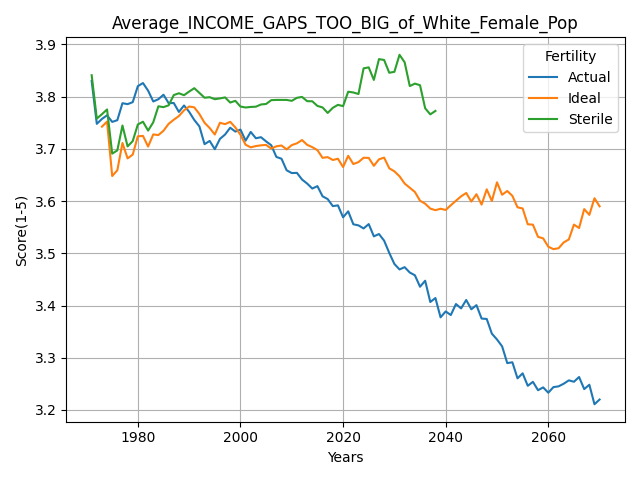 Average_INCOME_GAPS_TOO_BIG_of_White_Female_Pop
3.9
3.8
3.7
3.6
3.5
3.4
3.3
3.2
Score(1-5)
Fertility
Actual
Ideal
Sterile
1980 2000 2020 2040 2060
Years